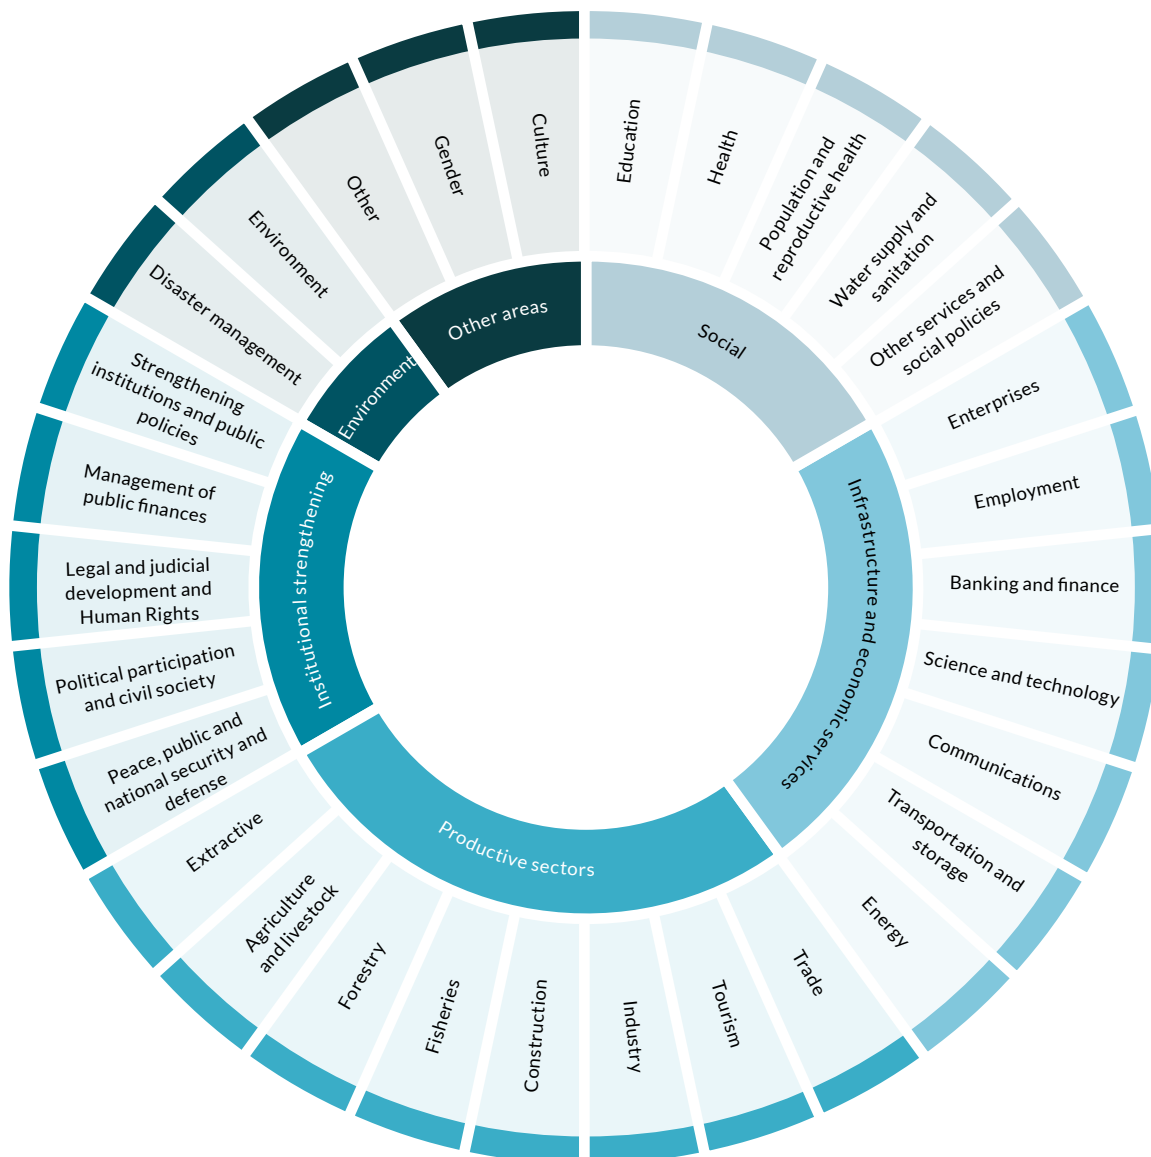 Education
Health
Population and
reproductive health
Water supply and
sanitation
Other services and
social policies
Enterprises
Employment
Banking and finance
Science and technology
Communications
Transportation and
storage
Energy
Trade
Tourism
Industry
Construction
Fisheries
Forestry
Agriculture
and livestock
Extractive
Peace, public and
national security and
defense
Political participation
and civil society
Legal and judicial
development and
Human Rights
Management of
public finances
Strengthening
institutions and public
policies
Disaster management
Environment
Other
Gender
Culture
Social
Infrastructure and economic services
Productive sectors
Institutional strengthening
Environment
Other areas